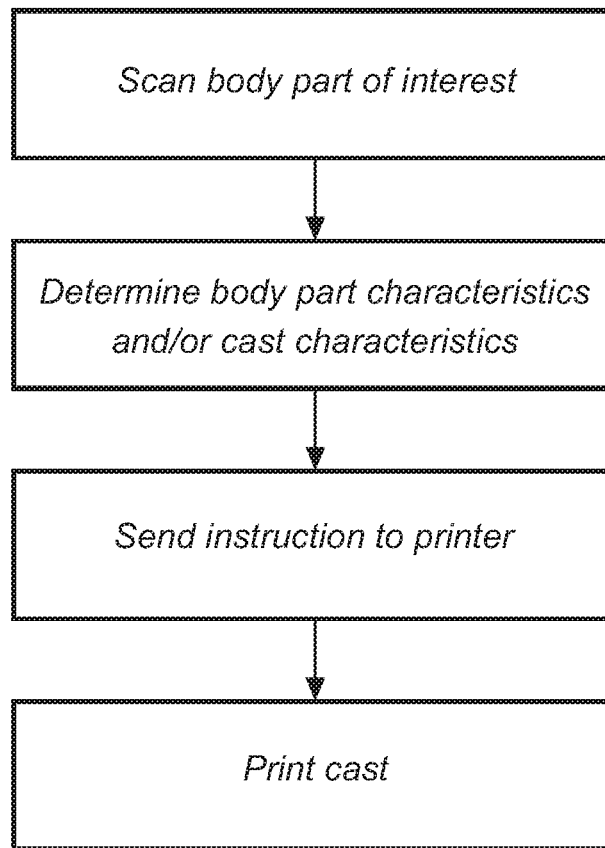 Scan body part of interest
Determine body part characteristics
and/or cast characteristics
Send instruction to printer
Print cast